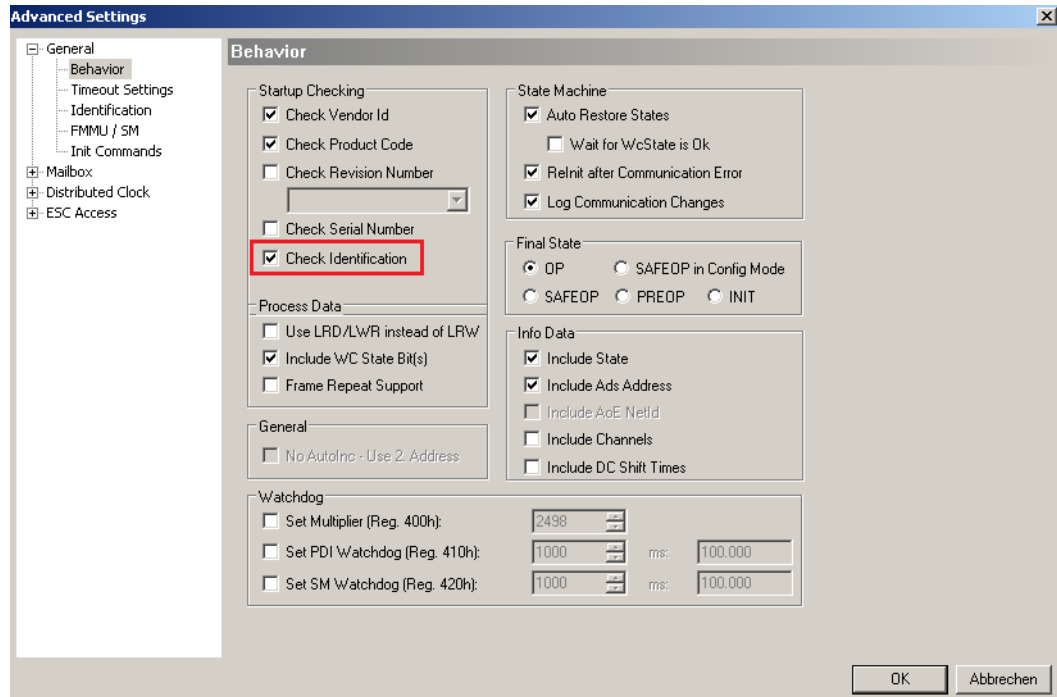 Advanced Settings
General
Behavior
Timeout Settings
Identification
FMMU / SM
Init Commands
Mailbox
Distributed Clock
ESC Access
Behavior
Startup Checking
Check Vendor Id
Check Product Code
Check Revision Number
Check Serial Number
Check Identification
Process Data
Use LRD/LWR instead of LRW
Include WC State Bit(s)
Frame Repeat Support
General
No AutoInc - Use 2. Address
State Machine
Auto Restore States
Wait for WcState is Ok
ReInit after Communication Error
Log Communication Changes
Final State
OP SAFEOP in Config Mode
SAFEOP PREOP INIT
Info Data
Include State
Include Ads Address
Include AoE NetId
Include Channels
Include DC Shift Times
Watchdog
Set Multiplier (Reg. 400h): 2498
Set PDI Watchdog (Reg. 410h): 1000 ms: 100.000
Set SM Watchdog (Reg. 420h): 1000 ms: 100.000
OK Abbrechen